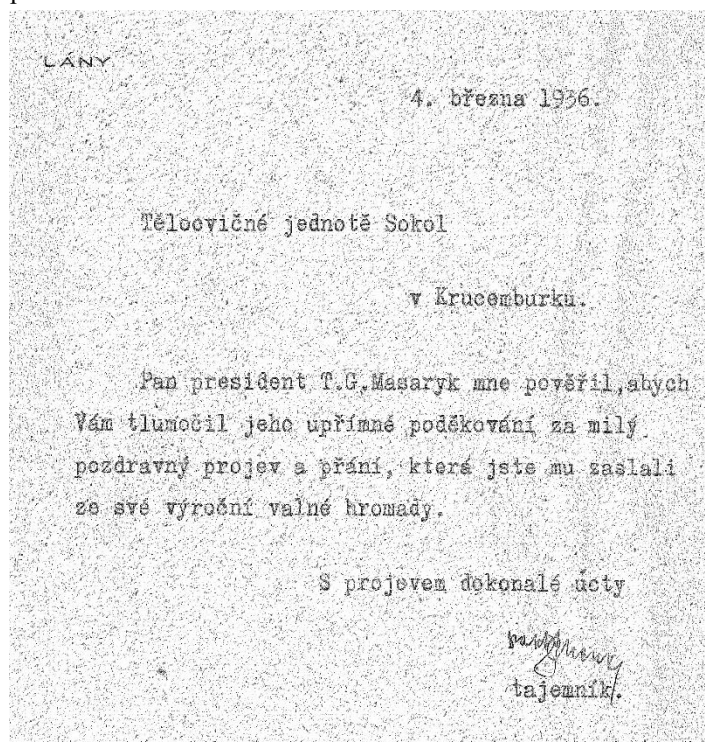 LÁNY
4. března 1936.
Tělocvičné jednotě Sokol
v Krucemburku.
Pan president T.G.Masaryk mne pověřil,abych
Vám tlumočil jeho upřímné poděkování za milý
pozdravný projev a přání, která jste mu zaslali
ze své výroční valné hromady.
S projevem dokonalé úcty
tajemník.